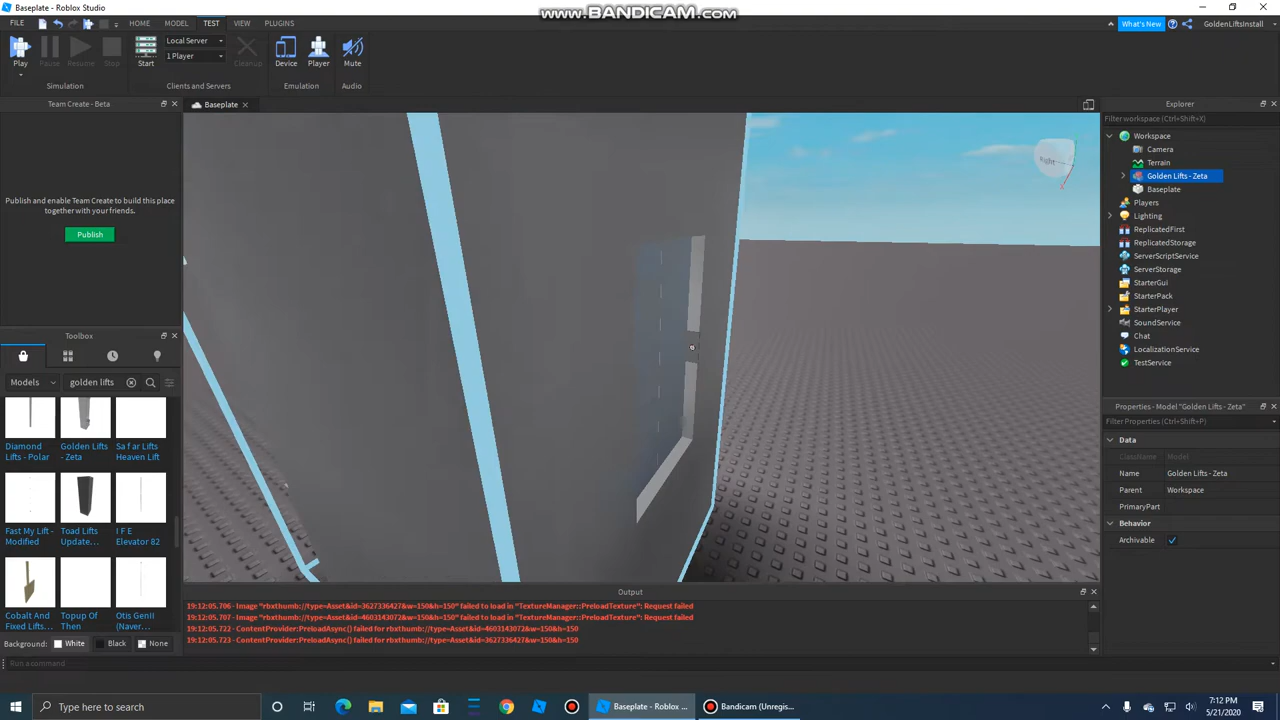 Baseplate - Roblox Studio
www.BANDICAM.com
FILE
HOME
MODEL
TEST
VIEW
PLUGINS
What's New
GoldenLiftsInstall
Play
Pause
Resume
Stop
Simulation
Start
Local Server
1 Player
Cleanup
Clients and Servers
Device
Player
Emulation
Mute
Audio
Team Create - Beta
Publish and enable Team Create to build this place
together with your friends.
Publish
Toolbox
Models
golden lifts
Diamond
Lifts - Polar
Golden Lifts
- Zeta
Sa f ar Lifts
Heaven Lift
Fast My Lift -
Modified
Toad Lifts
Update...
I F E
Elevator 82
Cobalt And
Fixed Lifts...
Topup Of
Then
Otis GenII
(Naver...
Background:
White
Black
None
Run a command
Baseplate
Right
Output
19:12:05.706 - Image "rbxthumb://type=Asset&id=3627336427&w=150&h=150" failed to load in "TextureManager::PreloadTexture": Request failed
19:12:05.707 - Image "rbxthumb://type=Asset&id=4603143072&w=150&h=150" failed to load in "TextureManager::PreloadTexture": Request failed
19:12:05.722 - ContentProvider:PreloadAsync() failed for rbxthumb://type=Asset&id=4603143072&w=150&h=150
19:12:05.723 - ContentProvider:PreloadAsync() failed for rbxthumb://type=Asset&id=3627336427&w=150&h=150
Explorer
Filter workspace (Ctrl+Shift+X)
Workspace
Camera
Terrain
Golden Lifts - Zeta
Baseplate
Players
Lighting
ReplicatedFirst
ReplicatedStorage
ServerScriptService
ServerStorage
StarterGui
StarterPack
StarterPlayer
SoundService
Chat
LocalizationService
TestService
Properties - Model "Golden Lifts - Zeta"
Filter Properties (Ctrl+Shift+P)
Data
ClassName
Model
Name
Golden Lifts - Zeta
Parent
Workspace
PrimaryPart
Behavior
Archivable
Type here to search
Baseplate - Roblox ...
Bandicam (Unregis...
7:12 PM
5/21/2020